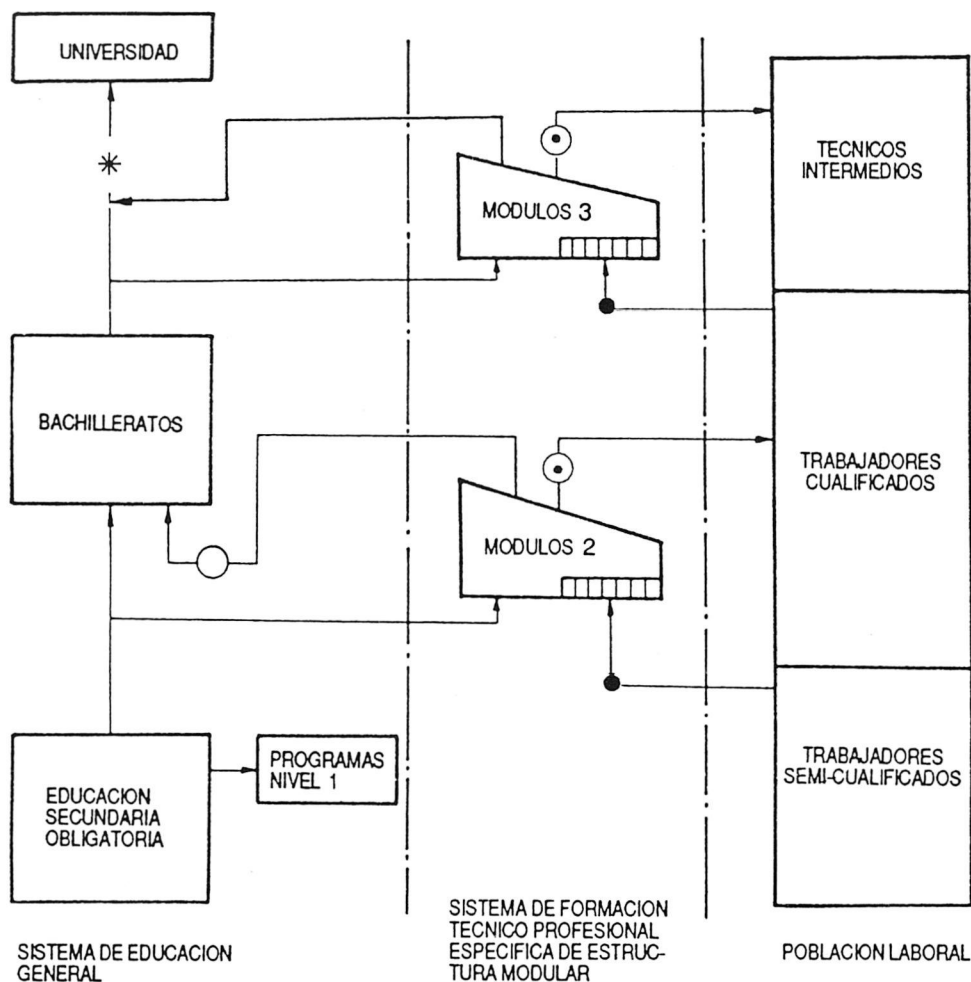 UNIVERSIDAD
MODULOS 3
TECNICOS
INTERMEDIOS
BACHILLERATOS
MODULOS 2
TRABAJADORES
CUALIFICADOS
EDUCACION
SECUNDARIA
OBLIGATORIA
PROGRAMAS
NIVEL 1
TRABAJADORES
SEMI-CUALIFICADOS
SISTEMA DE EDUCACION
GENERAL
SISTEMA DE FORMACION
TECNICO PROFESIONAL
ESPECIFICA DE ESTRUC-
TURA MODULAR
POBLACION LABORAL